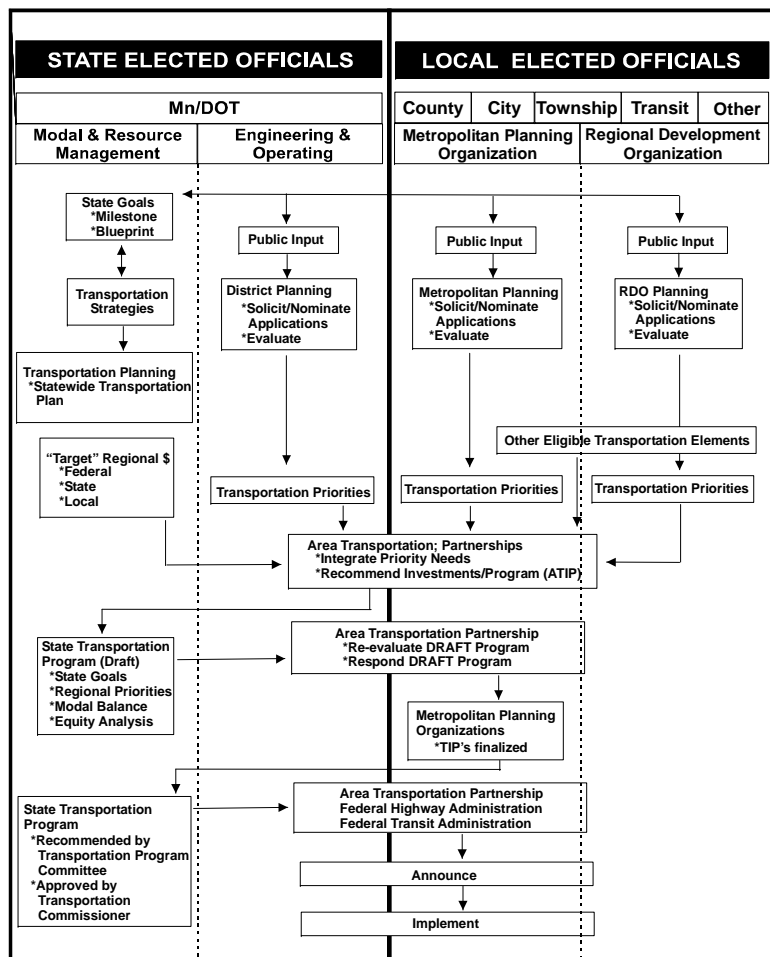 STATE ELECTED OFFICIALS
LOCAL ELECTED OFFICIALS
Mn/DOT
County
City
Township
Transit
Other
Modal & Resource
Management
Engineering &
Operating
Metropolitan Planning
Organization
Regional Development
Organization
State Goals
*Milestone
*Blueprint
Public Input
Public Input
Public Input
Transportation
Strategies
District Planning
*Solicit/Nominate
Applications
*Evaluate
Metropolitan Planning
*Solicit/Nominate
Applications
*Evaluate
RDO Planning
*Solicit/Nominate
Applications
*Evaluate
Transportation Planning
*Statewide Transportation
Plan
Other Eligible Transportation Elements
“Target” Regional $
*Federal
*State
*Local
Transportation Priorities
Transportation Priorities
Transportation Priorities
Area Transportation; Partnerships
*Integrate Priority Needs
*Recommend Investments/Program (ATIP)
State Transportation
Program (Draft)
*State Goals
*Regional Priorities
*Modal Balance
*Equity Analysis
Area Transportation Partnership
*Re-evaluate DRAFT Program
*Respond DRAFT Program
Metropolitan Planning
Organizations
*TIP's finalized
State Transportation
Program
*Recommended by
Transportation Program
Committee
*Approved by
Transportation
Commissioner
Area Transportation Partnership
Federal Highway Administration
Federal Transit Administration
Announce
Implement